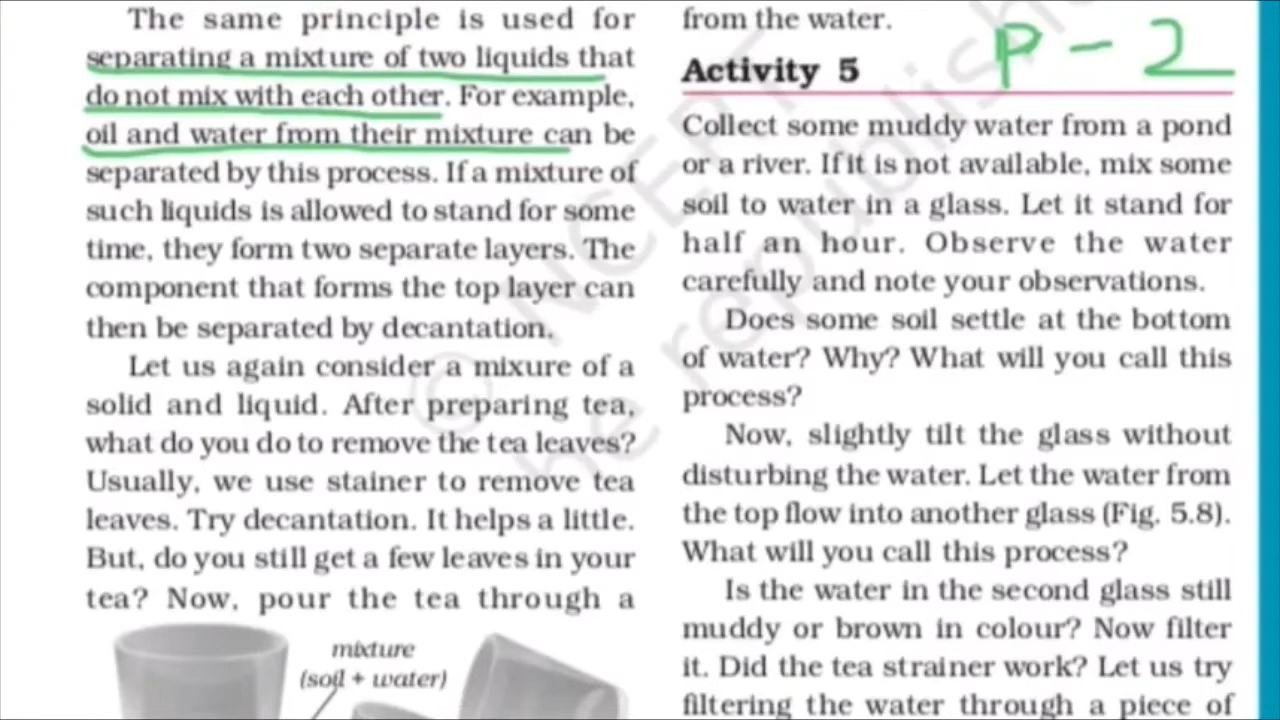 The same principle is used for
separating a mixture of two liquids that
do not mix with each other. For example,
oil and water from their mixture can be
separated by this process. If a mixture of
such liquids is allowed to stand for some
time, they form two separate layers. The
component that forms the top layer can
then be separated by decantation.
Let us again consider a mixure of a
solid and liquid. After preparing tea,
what do you do to remove the tea leaves?
Usually, we use stainer to remove tea
leaves. Try decantation. It helps a little.
But, do you still get a few leaves in your
tea? Now, pour the tea through a
mixture
(soil + water)
from the water.
P - 2
Activity 5
Collect some muddy water from a pond
or a river. If it is not available, mix some
soil to water in a glass. Let it stand for
half an hour. Observe the water
carefully and note your observations.
Does some soil settle at the bottom
of water? Why? What will you call this
process?
Now, slightly tilt the glass without
disturbing the water. Let the water from
the top flow into another glass (Fig. 5.8).
What will you call this process?
Is the water in the second glass still
muddy or brown in colour? Now filter
it. Did the tea strainer work? Let us try
filtering the water through a piece of
© NCERT
be republished